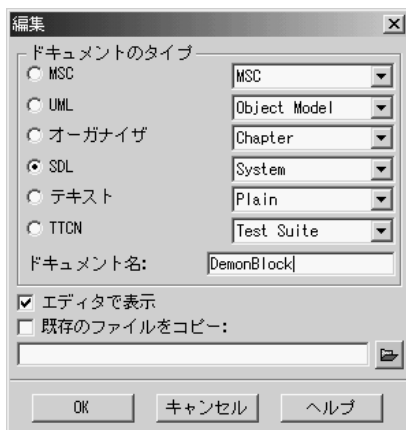 編集
ドキュメントのタイプ
MSC MSC
UML Object Model
オーガナイザ Chapter
SDL System
テキスト Plain
TTCN Test Suite
ドキュメント名: DemonBlock
エディタで表示
既存のファイルをコピー:
OK キャンセル ヘルプ